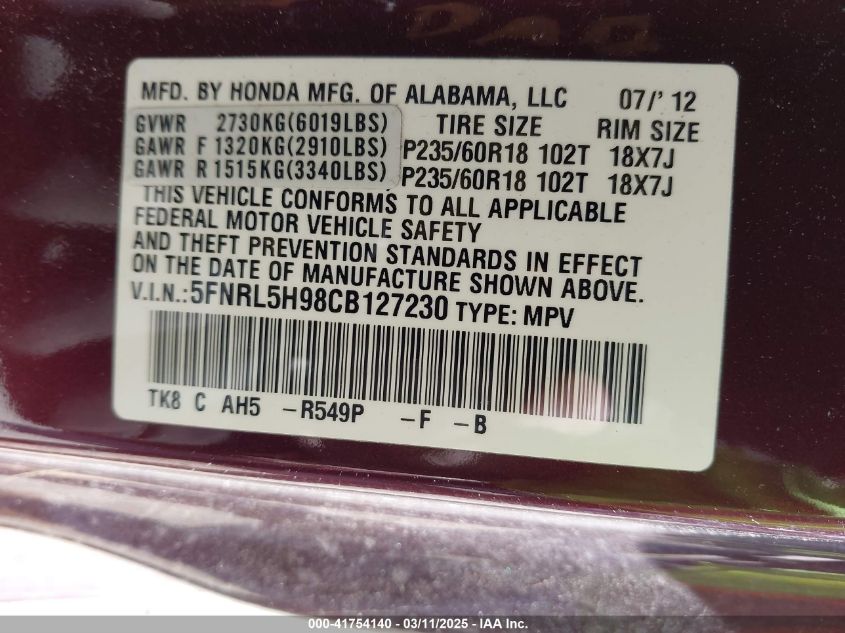 MFD. BY HONDA MFG. OF ALABAMA, LLC 07/' 12
GVWR 2730KG(6019LBS) TIRE SIZE RIM SIZE
GAWR F 1320KG(2910LBS) P235/60R18 102T 18X7J
GAWR R 1515KG(3340LBS) P235/60R18 102T 18X7J
THIS VEHICLE CONFORMS TO ALL APPLICABLE
FEDERAL MOTOR VEHICLE SAFETY
AND THEFT PREVENTION STANDARDS IN EFFECT
ON THE DATE OF MANUFACTURE SHOWN ABOVE.
V.I.N.:5FNRL5H98CB127230 TYPE: MPV
TK8 C AH5 -R549P -F -B
000-41754140 - 03/11/2025 - IAA Inc.